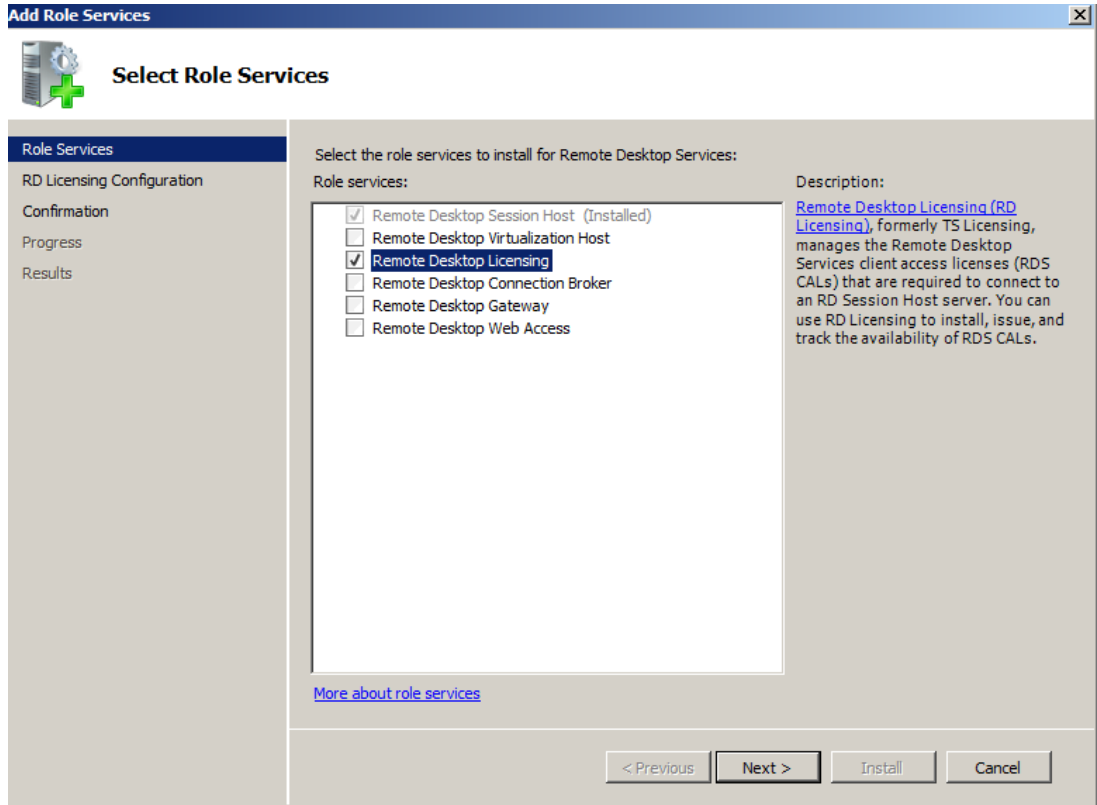 Add Role Services
Select Role Services
Role Services
RD Licensing Configuration
Confirmation
Progress
Results
Select the role services to install for Remote Desktop Services:
Role services:
Remote Desktop Session Host (Installed)
Remote Desktop Virtualization Host
Remote Desktop Licensing
Remote Desktop Connection Broker
Remote Desktop Gateway
Remote Desktop Web Access
More about role services
Description:
Remote Desktop Licensing (RD
Licensing), formerly TS Licensing,
manages the Remote Desktop
Services client access licenses (RDS
CALs) that are required to connect to
an RD Session Host server. You can
use RD Licensing to install, issue, and
track the availability of RDS CALs.
< Previous
Next >
Install
Cancel